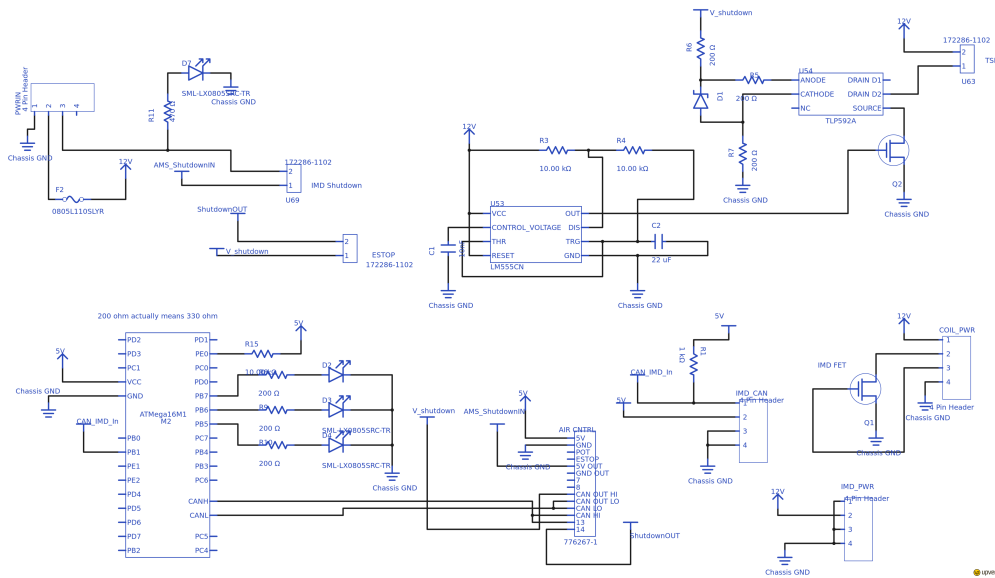 V_shutdown
R6
200 Ω
12V
172286-1102
2
1
TSI
U63
D7
SML-LX0805SRC-TR
Chassis GND
PWRIN
4 Pin Header
1
2
3
4
R11
470 Ω
Chassis GND
R5
200 Ω
D1
U54
ANODE
CATHODE
NC
DRAIN D1
DRAIN D2
SOURCE
TLP592A
12V
F2
0805L110SLYR
AMS_ShutdownIN
172286-1102
2
1
IMD Shutdown
U69
12V
R3
10.00 kΩ
R4
10.00 kΩ
R7
200 Ω
Chassis GND
Q2
Chassis GND
ShutdownOUT
V_shutdown
2
1
ESTOP
172286-1102
U53
VCC
CONTROL_VOLTAGE
THR
RESET
OUT
DIS
TRG
GND
LM555CN
C1
C2
22 uF
Chassis GND
Chassis GND
200 ohm actually means 330 ohm
5V
Chassis GND
CAN_IMD_In
PD2
PD3
PC1
VCC
GND
PB0
PB1
PE1
PE2
PD4
PD5
PD6
PD7
PB2
ATMega16M1
M2
PD1
PE0
PC0
PD0
PB7
PB6
PB5
PC7
PB4
PB3
PC6
CANH
CANL
PC5
PC4
R15
5V
200 Ω
R9
200 Ω
R10
200 Ω
D2
D3
SML-LX0805SRC-TR
D4
SML-LX0805SRC-TR
Chassis GND
V_shutdown
AMS_ShutdownIN
5V
Chassis GND
AIR CNTRL
5V
GND
POT
ESTOP
5V OUT
GND OUT
7
8
CAN OUT HI
CAN OUT LO
CAN LO
CAN HI
13
14
776267-1
ShutdownOUT
5V
R1
1 kΩ
CAN_IMD_In
5V
IMD_CAN
4 Pin Header
1
2
3
4
Chassis GND
12V
COIL_PWR
1
2
3
4
4 Pin Header
Chassis GND
IMD FET
Q1
Chassis GND
12V
IMD_PWR
4 Pin Header
1
2
3
4
Chassis GND
upve